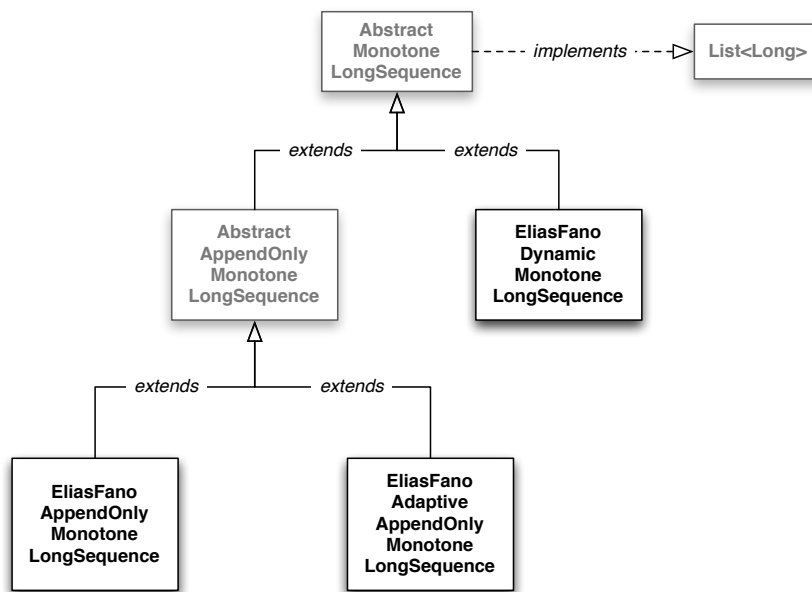 Abstract
Monotone
LongSequence
implements
List<Long>
extends
extends
Abstract
AppendOnly
Monotone
LongSequence
EliasFano
Dynamic
Monotone
LongSequence
extends
extends
EliasFano
AppendOnly
Monotone
LongSequence
EliasFano
Adaptive
AppendOnly
Monotone
LongSequence